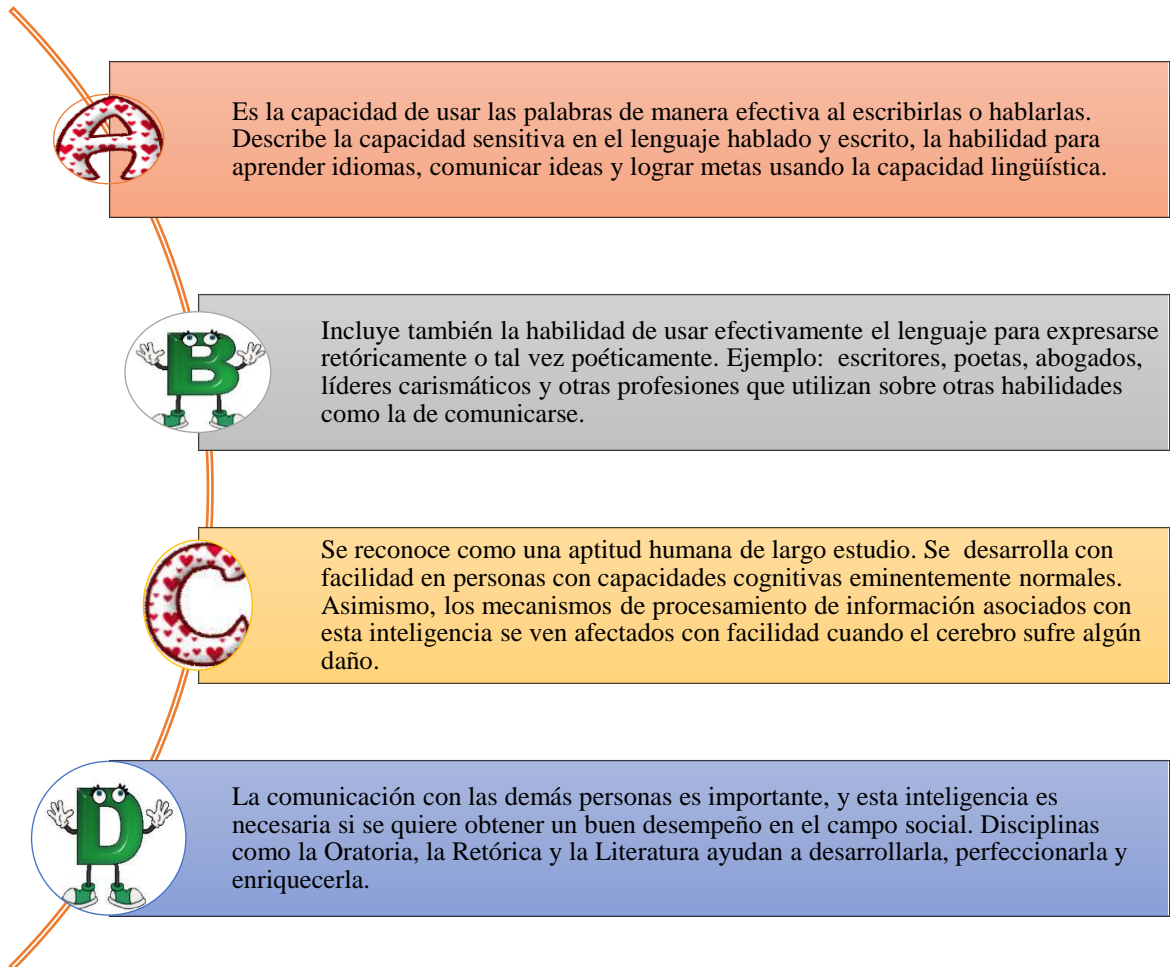 A
Es la capacidad de usar las palabras de manera efectiva al escribirlas o hablarlas.
Describe la capacidad sensitiva en el lenguaje hablado y escrito, la habilidad para
aprender idiomas, comunicar ideas y lograr metas usando la capacidad lingüística.
B
Incluye también la habilidad de usar efectivamente el lenguaje para expresarse
retóricamente o tal vez poéticamente. Ejemplo: escritores, poetas, abogados,
líderes carismáticos y otras profesiones que utilizan sobre otras habilidades
como la de comunicarse.
C
Se reconoce como una aptitud humana de largo estudio. Se desarrolla con
facilidad en personas con capacidades cognitivas eminentemente normales.
Asimismo, los mecanismos de procesamiento de información asociados con
esta inteligencia se ven afectados con facilidad cuando el cerebro sufre algún
daño.
D
La comunicación con las demás personas es importante, y esta inteligencia es
necesaria si se quiere obtener un buen desempeño en el campo social. Disciplinas
como la Oratoria, la Retórica y la Literatura ayudan a desarrollarla, perfeccionarla y
enriquecerla.